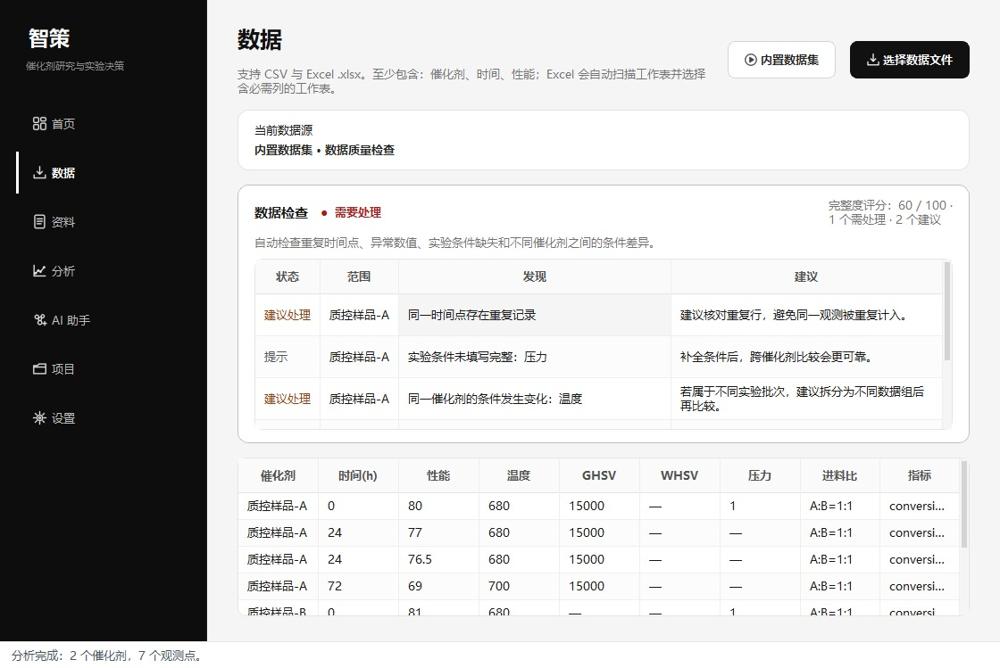 智策
催化剂研究与实验决策
首页
数据
资料
分析
AI 助手
项目
设置
数据
支持 CSV 与 Excel .xlsx。至少包含：催化剂、时间、性能；Excel 会自动扫描工作表并选择
含必需列的工作表。
内置数据集
选择数据文件
当前数据源
内置数据集 • 数据质量检查
数据检查 • 需要处理
完整度评分：60 / 100 ·
1 个需处理 · 2 个建议
自动检查重复时间点、异常数值、实验条件缺失和不同催化剂之间的条件差异。
状态 范围 发现 建议
建议处理 质控样品-A 同一时间点存在重复记录 建议核对重复行，避免同一观测被重复计入。
提示 质控样品-A 实验条件未填写完整：压力 补全条件后，跨催化剂比较会更可靠。
建议处理 质控样品-A 同一催化剂的条件发生变化：温度 若属于不同实验批次，建议拆分为不同数据组后
再比较。
催化剂 时间(h) 性能 温度 GHSV WHSV 压力 进料比 指标
质控样品-A 0 80 680 15000 — 1 A:B=1:1 conversi...
质控样品-A 24 77 680 15000 — — A:B=1:1 conversi...
质控样品-A 24 76.5 680 15000 — — A:B=1:1 conversi...
质控样品-A 72 69 700 15000 — — A:B=1:1 conversi...
质控样品-B 0 81 680 — — 1 A:B=1:1 conversi...
分析完成：2 个催化剂，7 个观测点。